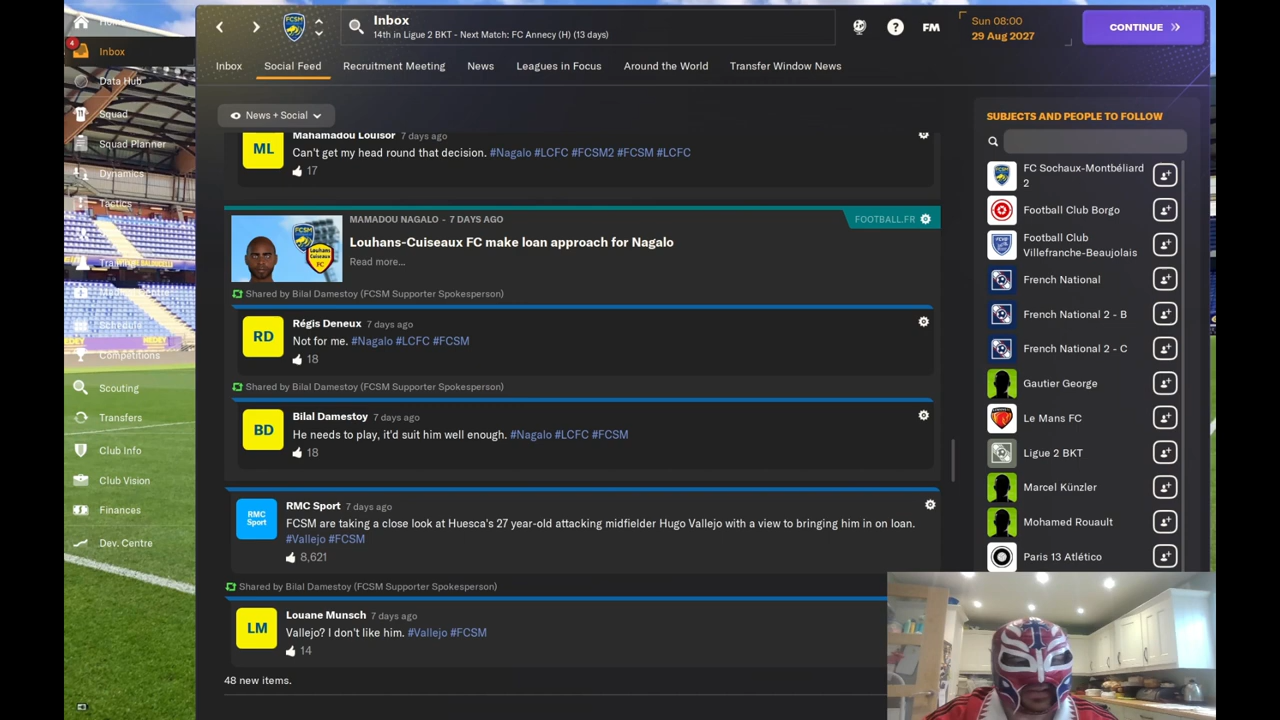 Home
Inbox
14th in Ligue 2 BKT - Next Match: FC Annecy (H) (13 days)
FM
Sun 08:00
29 Aug 2027
CONTINUE
4
Inbox
Inbox
Social Feed
Recruitment Meeting
News
Leagues in Focus
Around the World
Transfer Window News
Data Hub
Squad
Squad Planner
Dynamics
Tactics
Schedule
Competitions
Scouting
Transfers
Club Info
Club Vision
Finances
Dev. Centre
News + Social
ML
Mahamadou Louisor 7 days ago
Can't get my head round that decision. #Nagalo #LCFC #FCSM2 #FCSM #LCFC
17
MAMADOU NAGALO - 7 DAYS AGO
FOOTBALL.FR
Louhans-Cuiseaux FC make loan approach for Nagalo
Read more...
Shared by Bilal Damestoy (FCSM Supporter Spokesperson)
RD
Régis Deneux 7 days ago
Not for me. #Nagalo #LCFC #FCSM
18
Shared by Bilal Damestoy (FCSM Supporter Spokesperson)
BD
Bilal Damestoy 7 days ago
He needs to play, it'd suit him well enough. #Nagalo #LCFC #FCSM
18
RMC
Sport
RMC Sport 7 days ago
FCSM are taking a close look at Huesca's 27 year-old attacking midfielder Hugo Vallejo with a view to bringing him in on loan.
#Vallejo #FCSM
8,621
Shared by Bilal Damestoy (FCSM Supporter Spokesperson)
LM
Louane Munsch 7 days ago
Vallejo? I don't like him. #Vallejo #FCSM
14
48 new items.
SUBJECTS AND PEOPLE TO FOLLOW
FC Sochaux-Montbéliard
2
Football Club Borgo
Football Club
Villefranche-Beaujolais
French National
French National 2 - B
French National 2 - C
Gautier George
Le Mans FC
Ligue 2 BKT
Marcel Künzler
Mohamed Rouault
Paris 13 Atlético